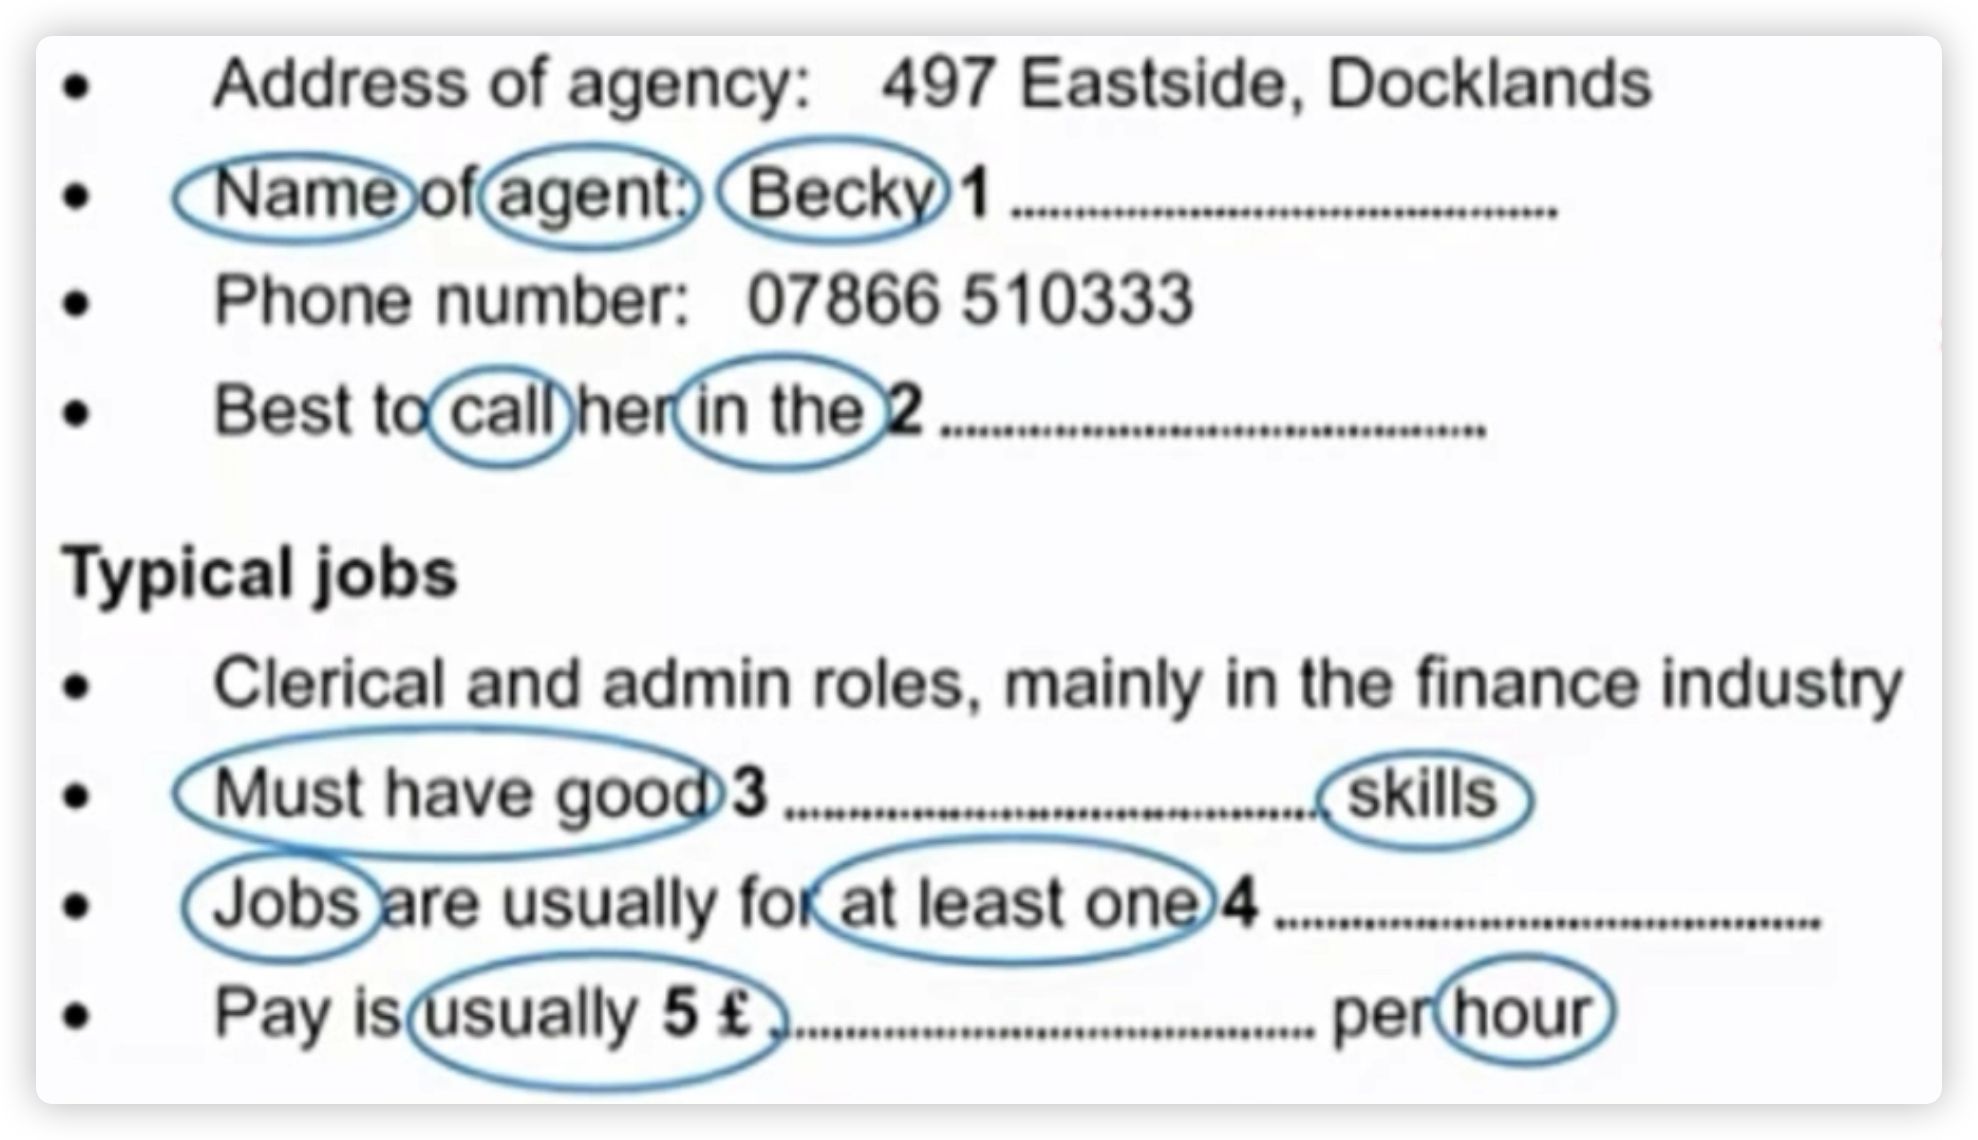 • Address of agency: 497 Eastside, Docklands
• Name of agent: Becky 1 ..........................................
• Phone number: 07866 510333
• Best to call her in the 2 ..........................................
Typical jobs
• Clerical and admin roles, mainly in the finance industry
• Must have good 3 .......................................... skills
• Jobs are usually for at least one 4 ..........................................
• Pay is usually 5 £ .......................................... per hour